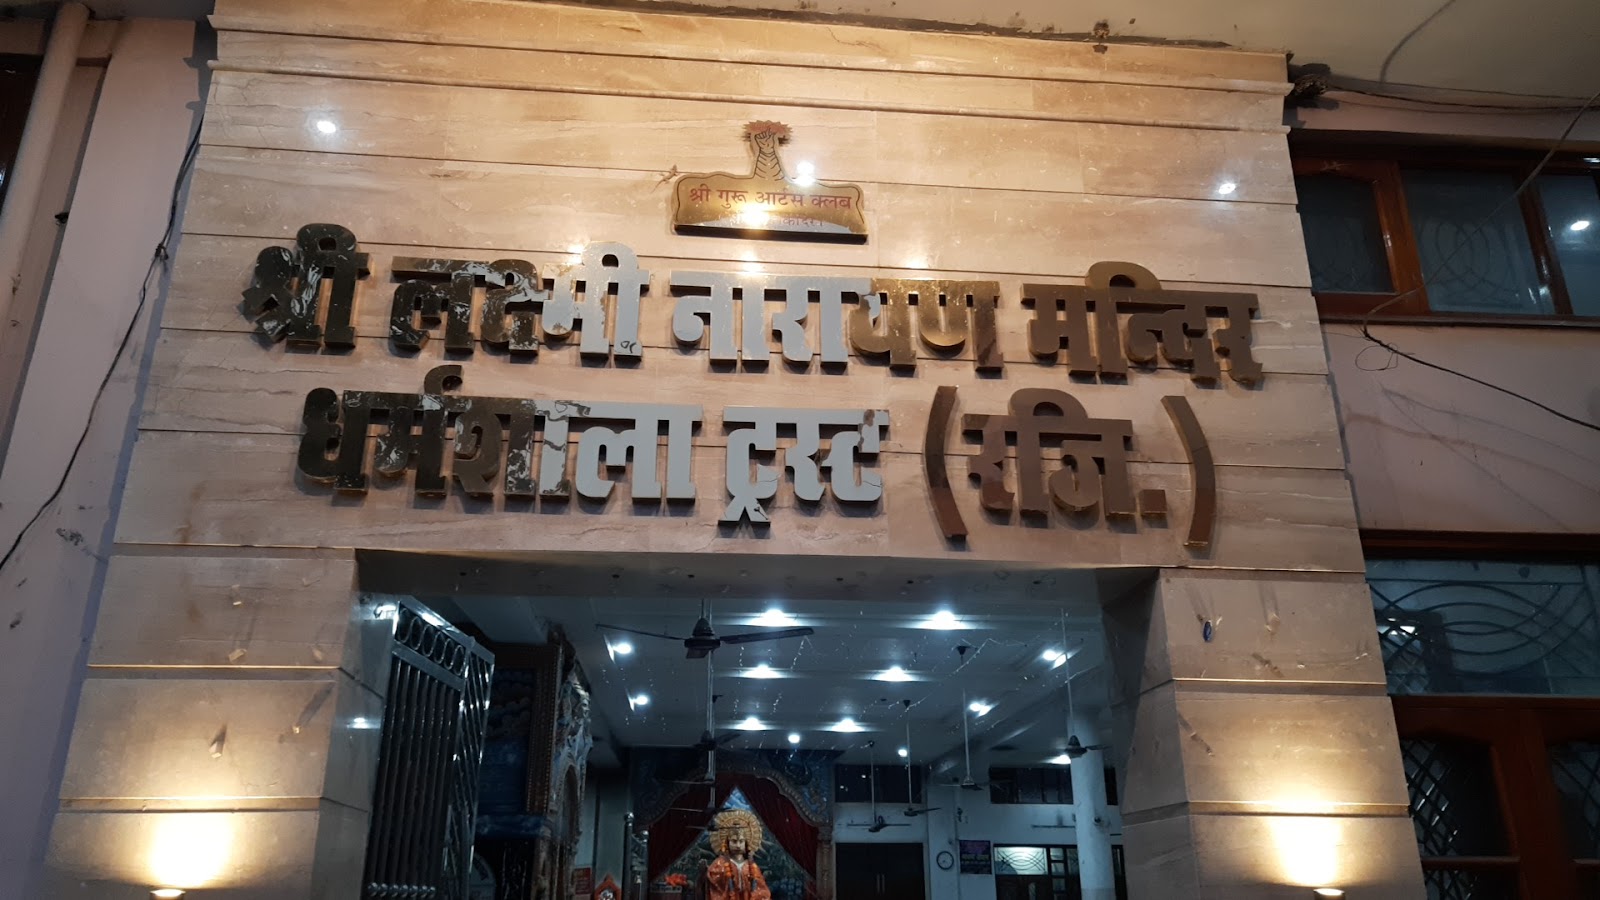 श्री गुरू आर्टस क्लब
श्री लक्ष्मी नारायण मन्दिर
धर्मशाला ट्रस्ट (रजि.)